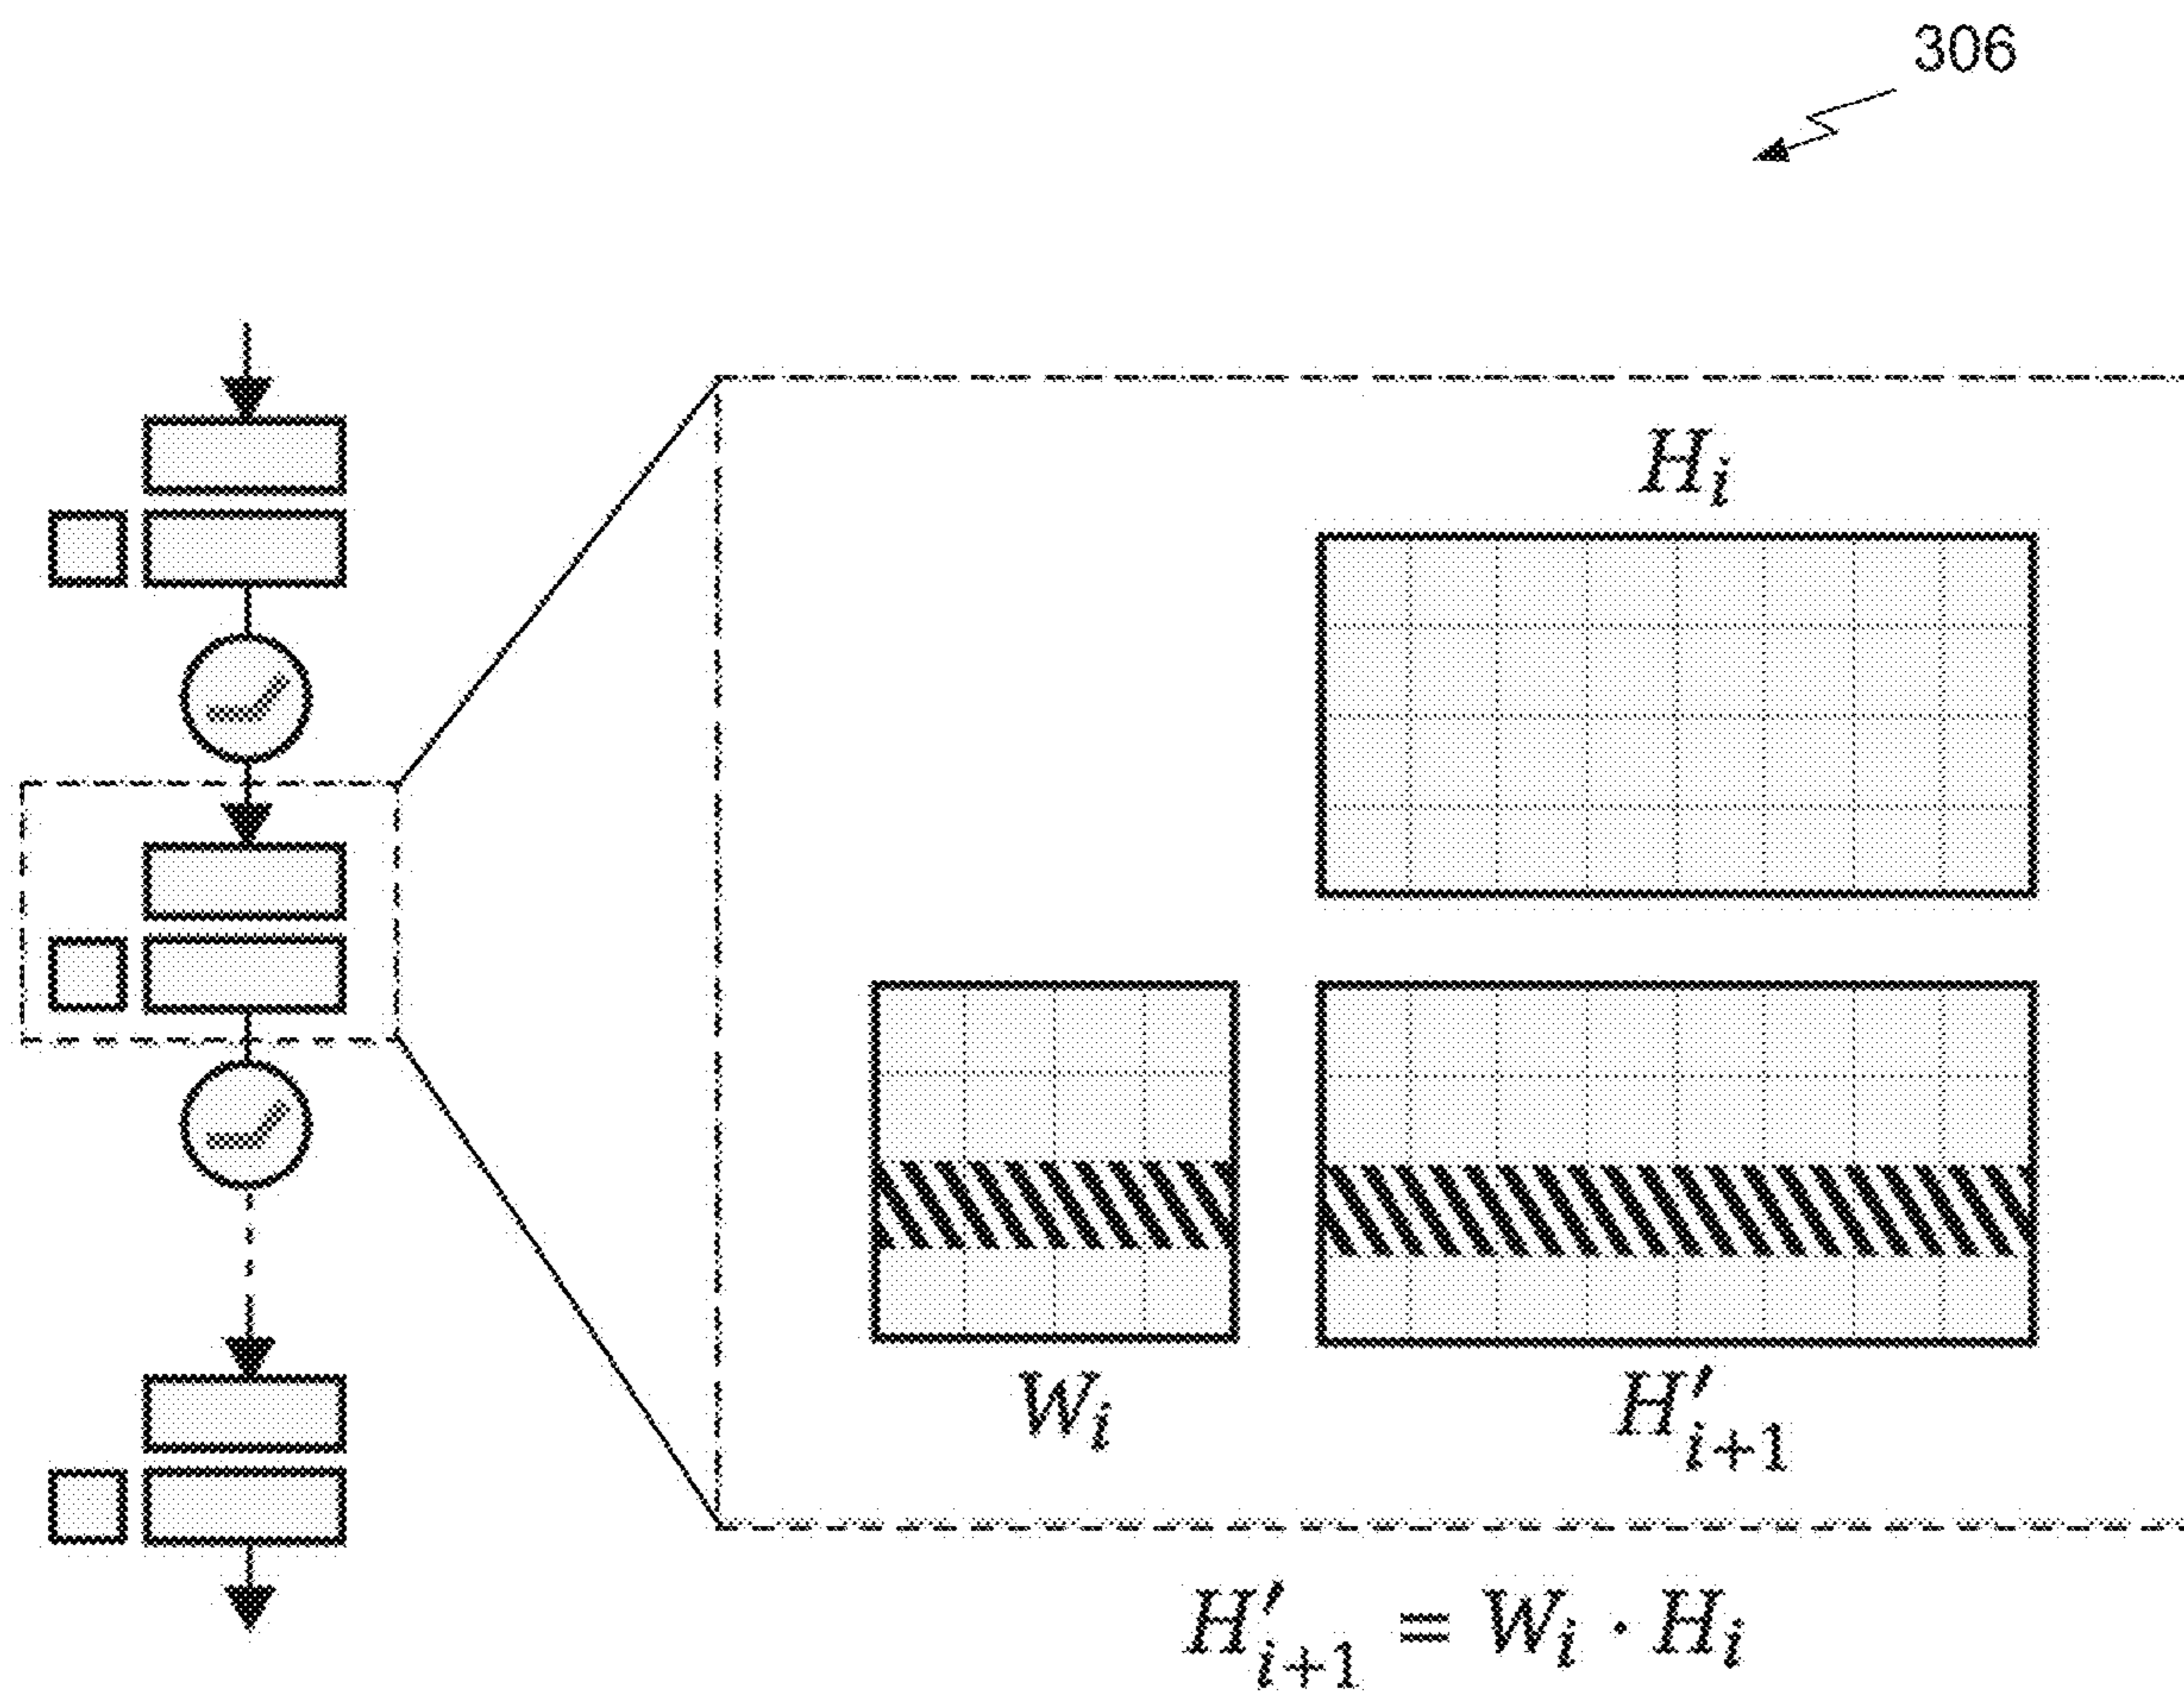 306
H_i
W_i
H'_{i+1}
H'_{i+1} = W_i · H_i